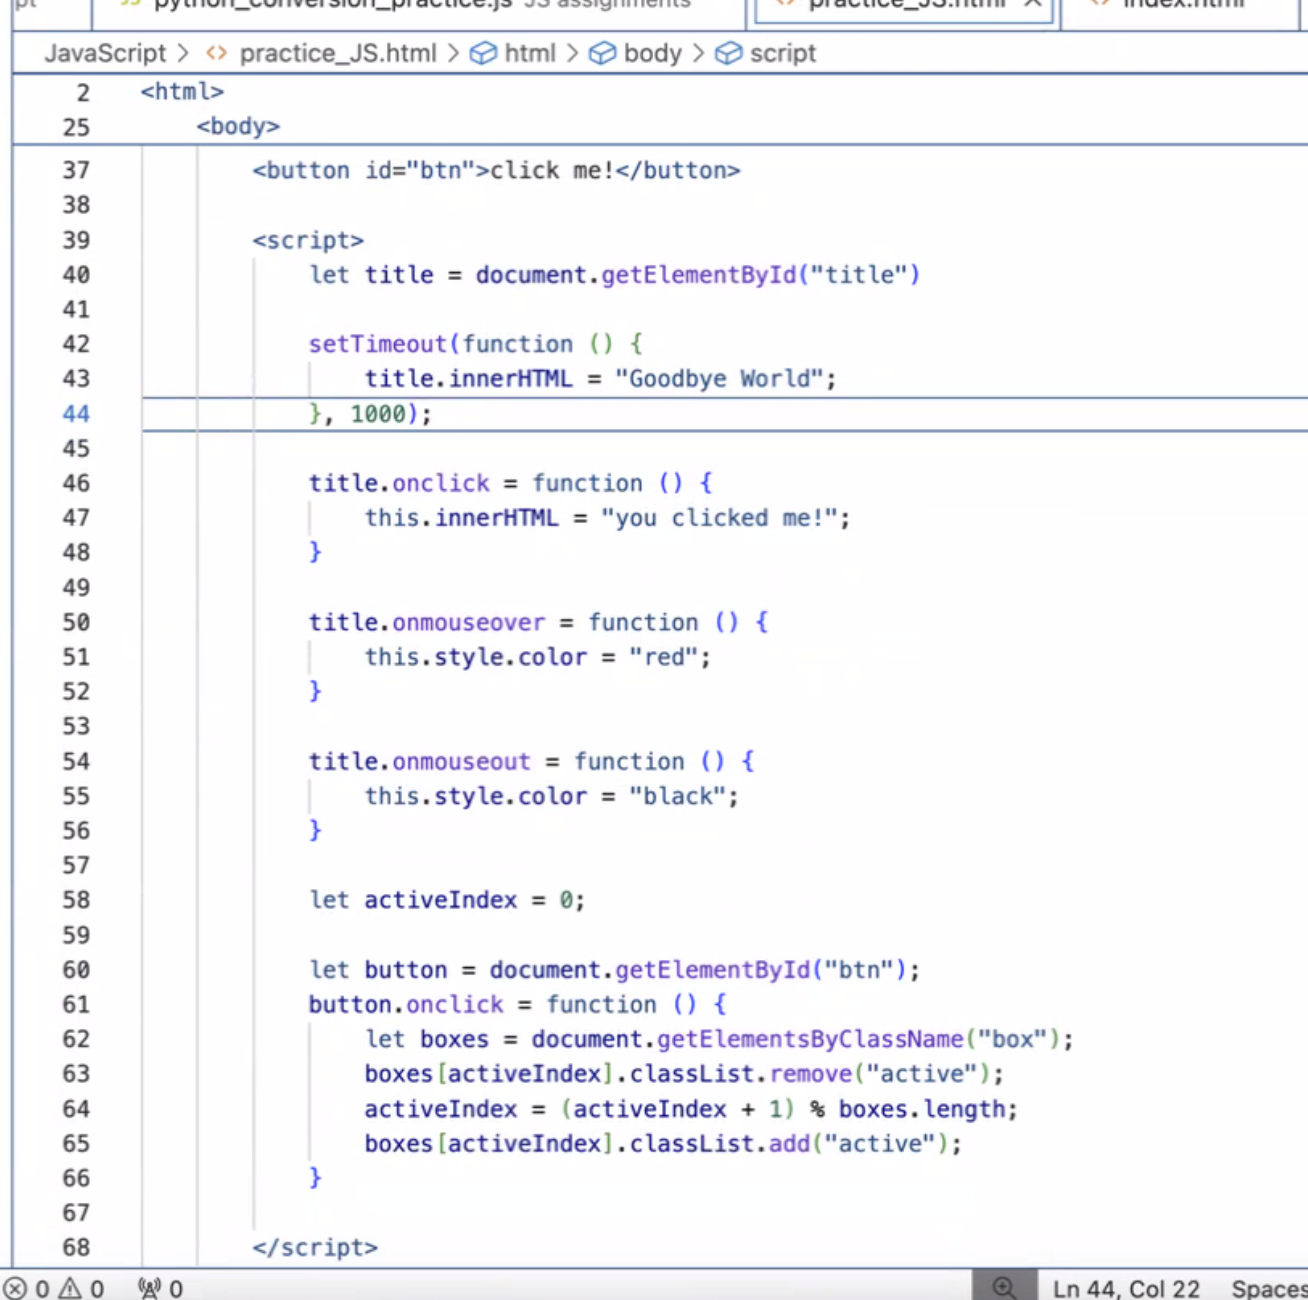 pt JS python_conversion_practice.js JS assignments <> practice_JS.html × <> index.html
JavaScript > <> practice_JS.html > html > body > script
2 <html>
25 <body>
37 <button id="btn">click me!</button>
38
39 <script>
40 let title = document.getElementById("title")
41
42 setTimeout(function () {
43 title.innerHTML = "Goodbye World";
44 }, 1000);
45
46 title.onclick = function () {
47 this.innerHTML = "you clicked me!";
48 }
49
50 title.onmouseover = function () {
51 this.style.color = "red";
52 }
53
54 title.onmouseout = function () {
55 this.style.color = "black";
56 }
57
58 let activeIndex = 0;
59
60 let button = document.getElementById("btn");
61 button.onclick = function () {
62 let boxes = document.getElementsByClassName("box");
63 boxes[activeIndex].classList.remove("active");
64 activeIndex = (activeIndex + 1) % boxes.length;
65 boxes[activeIndex].classList.add("active");
66 }
67
68 </script>
0 0 0 Ln 44, Col 22 Spaces